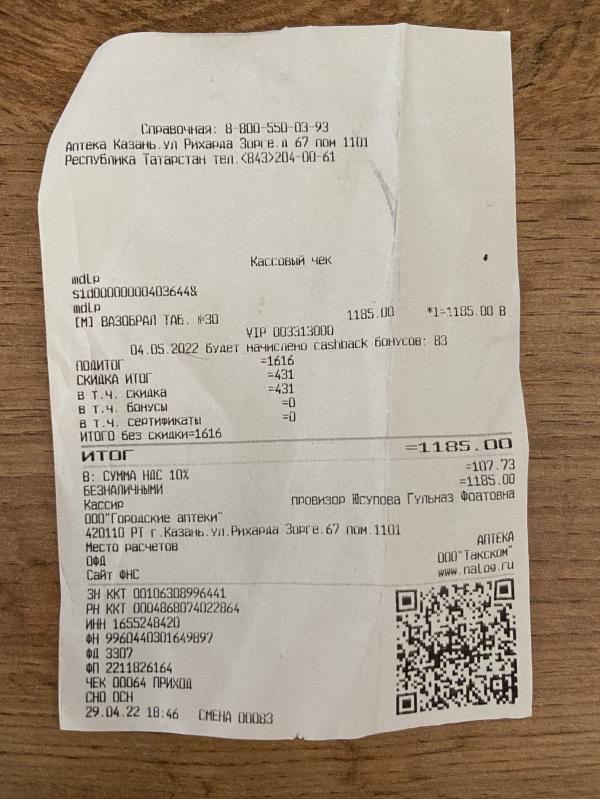 Справочная: 8-800-550-03-93
Аптека Казань.ул Рихарда Зорге.д 67 пом 1101
Республика Татарстан тел.<843>204-00-61
Кассовый чек
mdlp
sid00000000403644&
mdlp
[М] ВАЗОБРАЛ ТАБ. №30 1185.00 *1=1185.00 В
VIP 003313000
04.05.2022 будет начислено cashback бонусов: 83
ПОДИТОГ =1616
СКИДКА ИТОГ =431
В Т.Ч. СКИДКА =431
В Т.Ч. БОНУСЫ =0
В Т.Ч. СЕРТИФИКАТЫ =0
ИТОГО без скидки=1616
ИТОГ =1185.00
В: СУММА НДС 10% =107.73
БЕЗНАЛИЧНЫМИ =1185.00
Кассир провизор Юсупова Гульназ Фоатовна
ООО"Городские аптеки"
420110 РТ г.Казань.ул.Рихарда Зорге.67 пом.1101
Место расчетов АПТЕКА
ОФД ООО"Такском"
Сайт ФНС www.nalog.ru
ЗН ККТ 00106308996441
РН ККТ 0004868074022864
ИНН 1655248420
ФН 9960440301649897
ФД 3307
ФП 2211826164
ЧЕК 00064 ПРИХОД
СНО ОСН
29.04.22 18:46 СМЕНА 00083